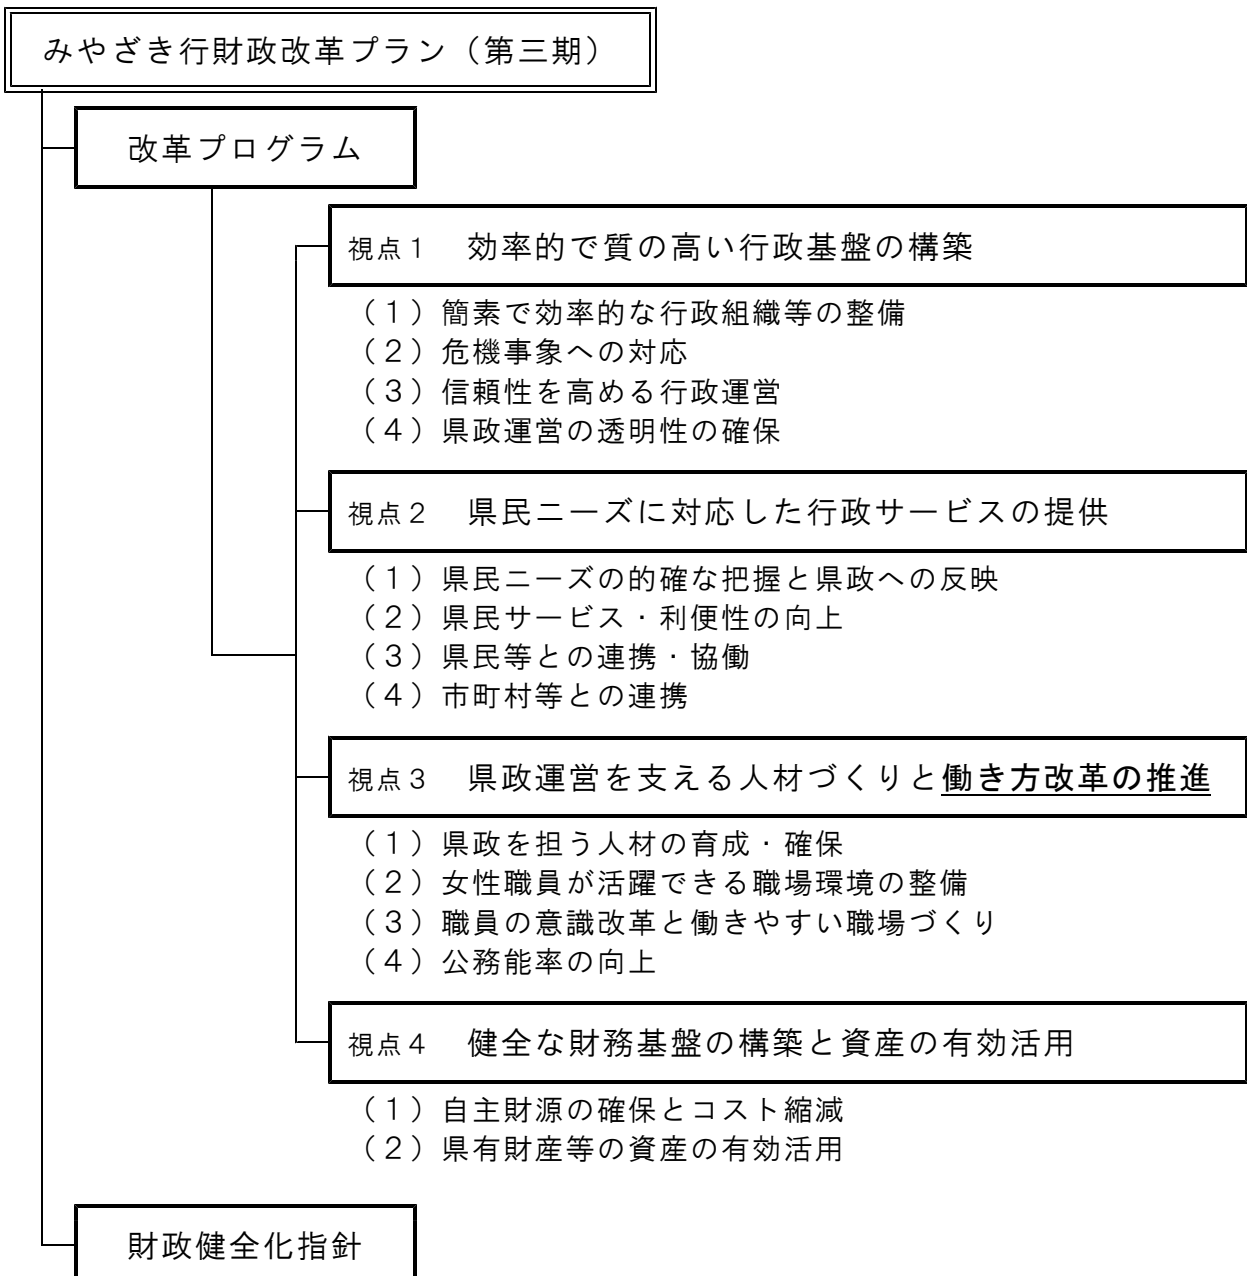 みやざき行財政改革プラン（第三期）
改革プログラム
視点１　効率的で質の高い行政基盤の構築
（１）簡素で効率的な行政組織等の整備
（２）危機事象への対応
（３）信頼性を高める行政運営
（４）県政運営の透明性の確保
視点２　県民ニーズに対応した行政サービスの提供
（１）県民ニーズの的確な把握と県政への反映
（２）県民サービス・利便性の向上
（３）県民等との連携・協働
（４）市町村等との連携
視点３　県政運営を支える人材づくりと働き方改革の推進
（１）県政を担う人材の育成・確保
（２）女性職員が活躍できる職場環境の整備
（３）職員の意識改革と働きやすい職場づくり
（４）公務能率の向上
視点４　健全な財務基盤の構築と資産の有効活用
（１）自主財源の確保とコスト縮減
（２）県有財産等の資産の有効活用
財政健全化指針